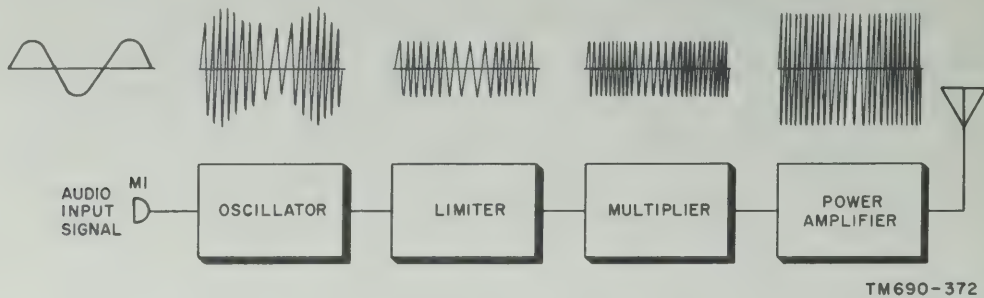 MI
AUDIO
INPUT
SIGNAL
OSCILLATOR
LIMITER
MULTIPLIER
POWER
AMPLIFIER
TM690-372